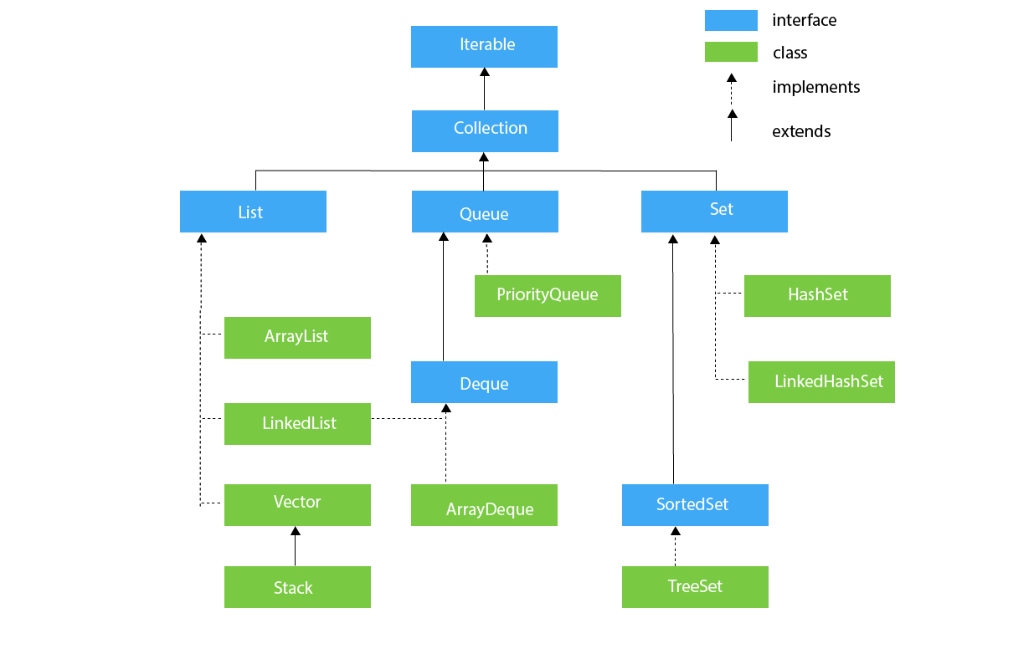 interface
Iterable
class
implements
Collection
extends
List
Queue
Set
PriorityQueue
HashSet
ArrayList
Deque
LinkedHashSet
LinkedList
Vector
ArrayDeque
SortedSet
Stack
TreeSet